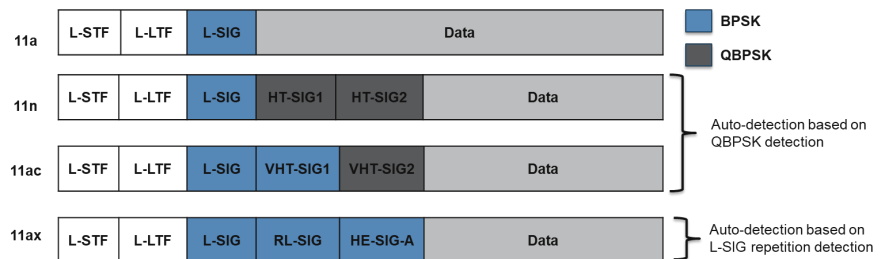 11a L-STF L-LTF L-SIG Data
BPSK
QBPSK
11n L-STF L-LTF L-SIG HT-SIG1 HT-SIG2 Data
Auto-detection based on
QBPSK detection
11ac L-STF L-LTF L-SIG VHT-SIG1 VHT-SIG2 Data
11ax L-STF L-LTF L-SIG RL-SIG HE-SIG-A Data
Auto-detection based on
L-SIG repetition detection